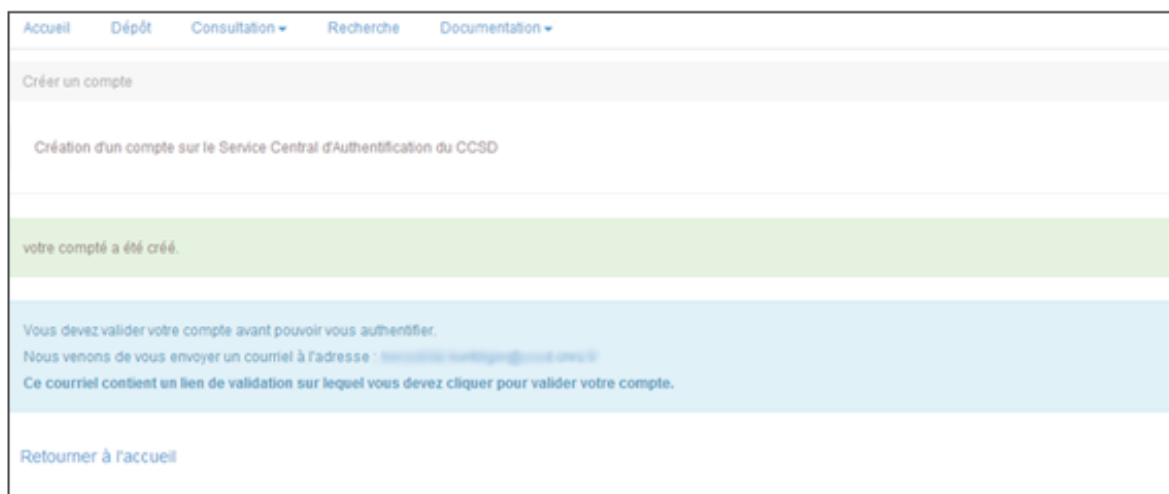 Accueil Dépôt Consultation Recherche Documentation
Créer un compte
Création d'un compte sur le Service Central d'Authentification du CCSD
votre compté a été créé.
Vous devez valider votre compte avant pouvoir vous authentifier.
Nous venons de vous envoyer un courriel à l'adresse :
Ce courriel contient un lien de validation sur lequel vous devez cliquer pour valider votre compte.
Retourner à l'accueil